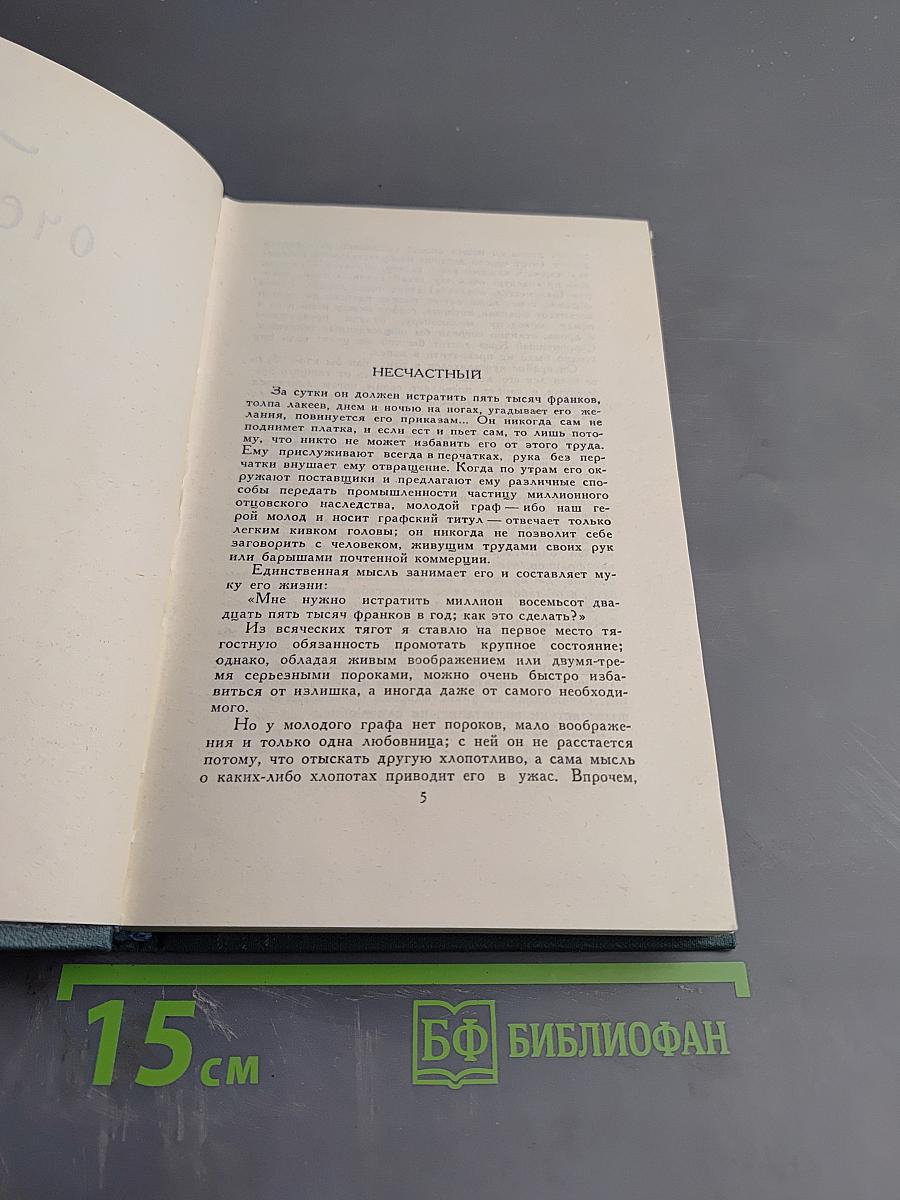 НЕСЧАСТНЫЙ
За сутки он должен истратить пять тысяч франков,
толпа лакеев, днем и ночью на ногах, угадывает его же-
лания, повинуется его приказам... Он никогда сам не
поднимет платка, и если ест и пьет сам, то лишь пото-
му, что никто не может избавить его от этого труда.
Ему прислуживают всегда в перчатках, рука без пер-
чатки внушает ему отвращение. Когда по утрам его ок-
ружают поставщики и предлагают ему различные спо-
собы передать промышленности частицу миллионного
отцовского наследства, молодой граф — ибо наш ге-
рой молод и носит графский титул — отвечает только
легким кивком головы; он никогда не позволит себе
заговорить с человеком, живущим трудами своих рук
или барышами почтенной коммерции.
Единственная мысль занимает его и составляет му-
ку его жизни:
«Мне нужно истратить миллион восемьсот два-
дцать пять тысяч франков в год; как это сделать?»
Из всяческих тягот я ставлю на первое место тя-
гостную обязанность промотать крупное состояние;
однако, обладая живым воображением или двумя-тре-
мя серьезными пороками, можно очень быстро изба-
виться от излишка, а иногда даже от самого необходи-
мого.
Но у молодого графа нет пороков, мало воображе-
ния и только одна любовница; с ней он не расстается
потому, что отыскать другую хлопотливо, а сама мысль
о каких-либо хлопотах приводит его в ужас. Впрочем,
5
15 см
БФ БИБЛИОФАН